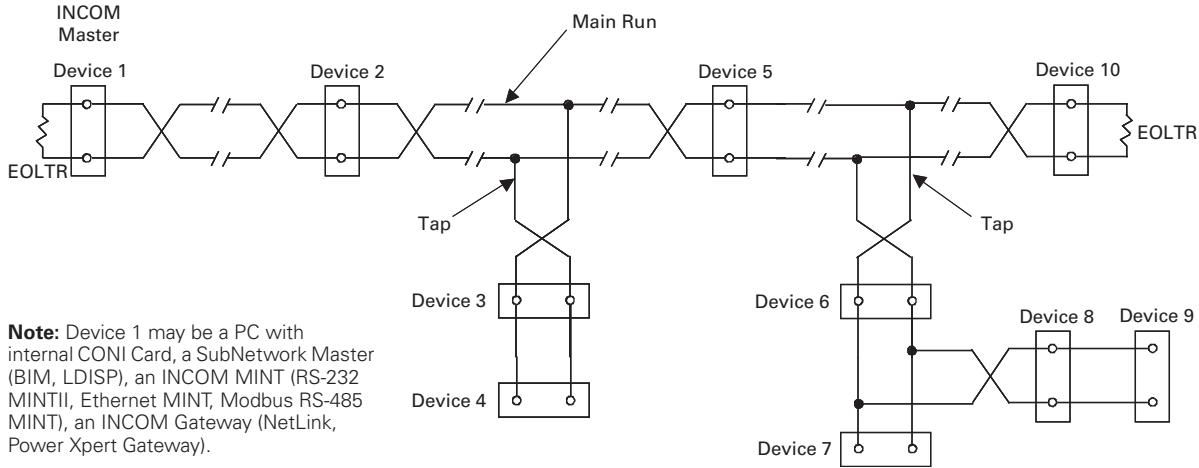 INCOM
Master
Main Run
Device 1
Device 2
Device 5
Device 10
EOLTR
EOLTR
Tap
Tap
Device 3
Device 6
Device 8
Device 9
Device 4
Device 7
Note: Device 1 may be a PC with
internal CONI Card, a SubNetwork Master
(BIM, LDISP), an INCOM MINT (RS-232
MINTII, Ethernet MINT, Modbus RS-485
MINT), an INCOM Gateway (NetLink,
Power Xpert Gateway).